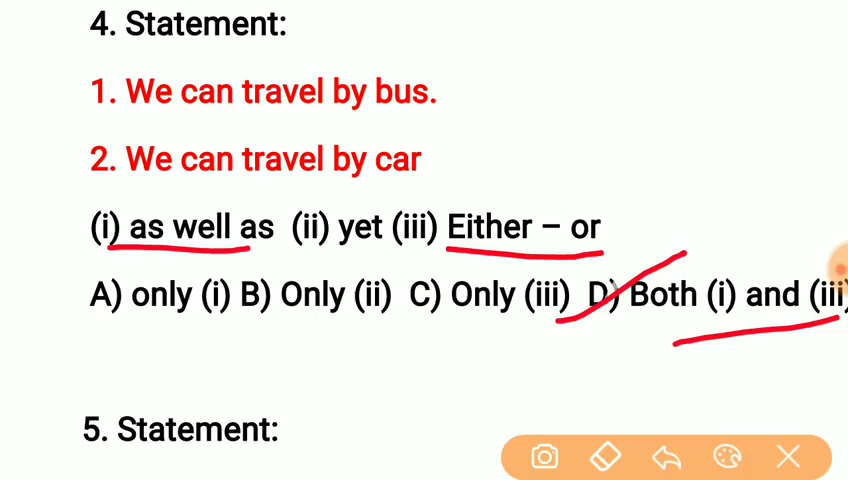 4. Statement:
1. We can travel by bus.
2. We can travel by car
(i) as well as (ii) yet (iii) Either – or
A) only (i) B) Only (ii) C) Only (iii) D) Both (i) and (iii)
5. Statement: